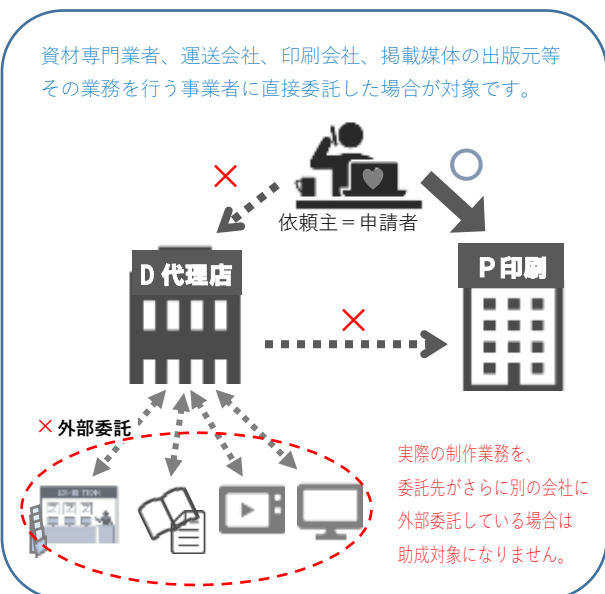 資材専門業者、運送会社、印刷会社、掲載媒体の出版元等
その業務を行う事業者に直接委託した場合が対象です。
依頼主＝申請者
D 代理店
P印刷
× 外部委託
実際の制作業務を、
委託先がさらに別の会社に
外部委託している場合は
助成対象になりません。